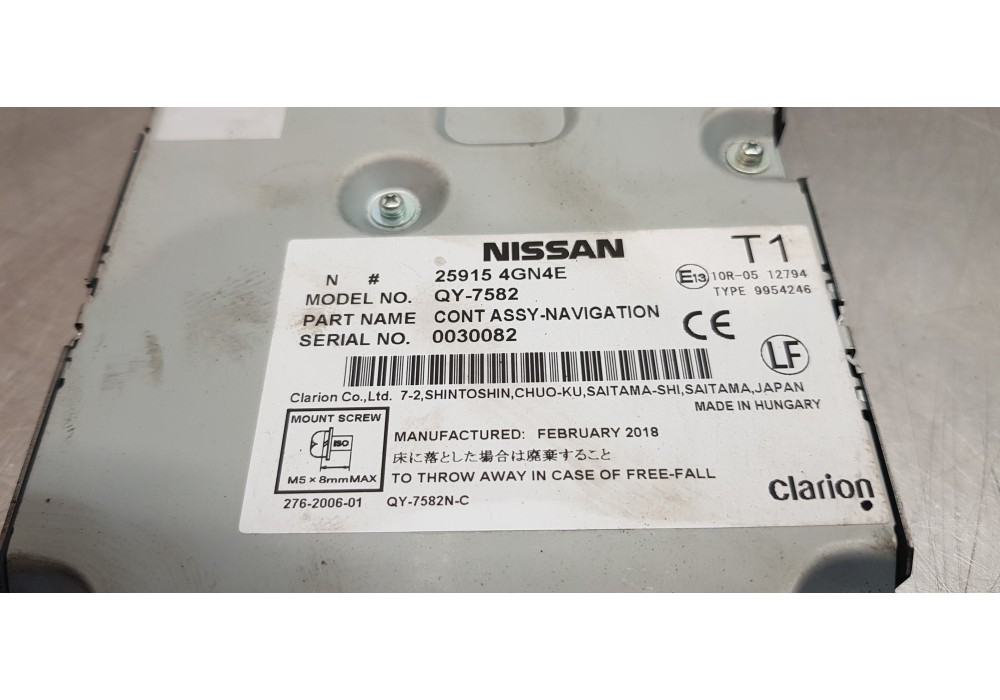 NISSAN T1
N # 25915 4GN4E E13 10R-05 12794
MODEL NO. QY-7582 TYPE 9954246
PART NAME CONT ASSY-NAVIGATION CE
SERIAL NO. 0030082
LF
Clarion Co.,Ltd. 7-2,SHINTOSHIN,CHUO-KU,SAITAMA-SHI,SAITAMA,JAPAN
MADE IN HUNGARY
MOUNT SCREW
ISO
M5 × 8mmMAX
MANUFACTURED: FEBRUARY 2018
床に落とした場合は廃棄すること
TO THROW AWAY IN CASE OF FREE-FALL
clarion
276-2006-01 QY-7582N-C